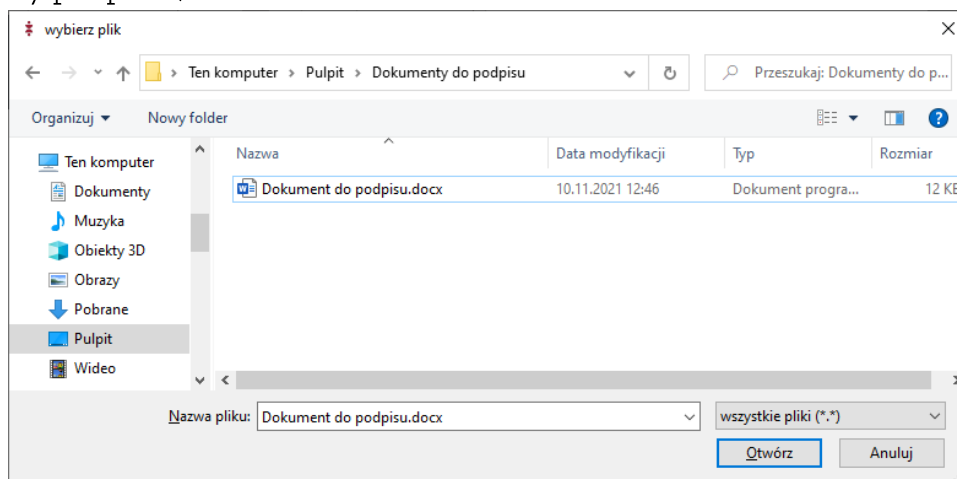 wybierz plik
Ten komputer › Pulpit › Dokumenty do podpisu
Przeszukaj: Dokumenty do p...
Organizuj
Nowy folder
Nazwa
Data modyfikacji
Typ
Rozmiar
Ten komputer
Dokumenty
Muzyka
Obiekty 3D
Obrazy
Pobrane
Pulpit
Wideo
Dokument do podpisu.docx
10.11.2021 12:46
Dokument progra...
12 KB
Nazwa pliku:
Dokument do podpisu.docx
wszystkie pliki (*.*)
Otwórz
Anuluj